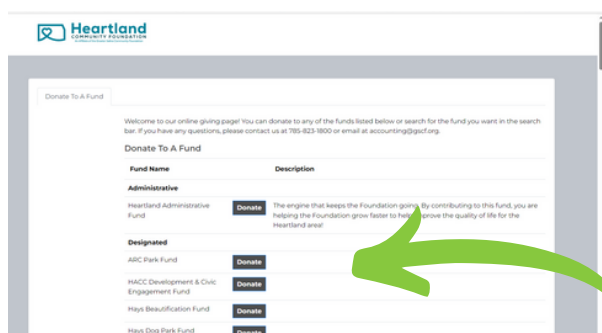 Heartland
COMMUNITY FOUNDATION
Donate To A Fund
Welcome to our online giving page! You can donate to any of the funds listed below or search for the fund you want in the search
bar. If you have any questions, please contact us at 785-823-1800 or email at accounting@gscf.org.
Donate To A Fund
Fund Name Description
Administrative
Heartland Administrative Donate The engine that keeps the Foundation going. By contributing to this fund, you are
Fund helping the Foundation grow faster to help improve the quality of life for the
Heartland area!
Designated
ARC Park Fund Donate
HACC Development & Civic Donate
Engagement Fund
Hays Beautification Fund Donate
Hays Dog Park Fund Donate